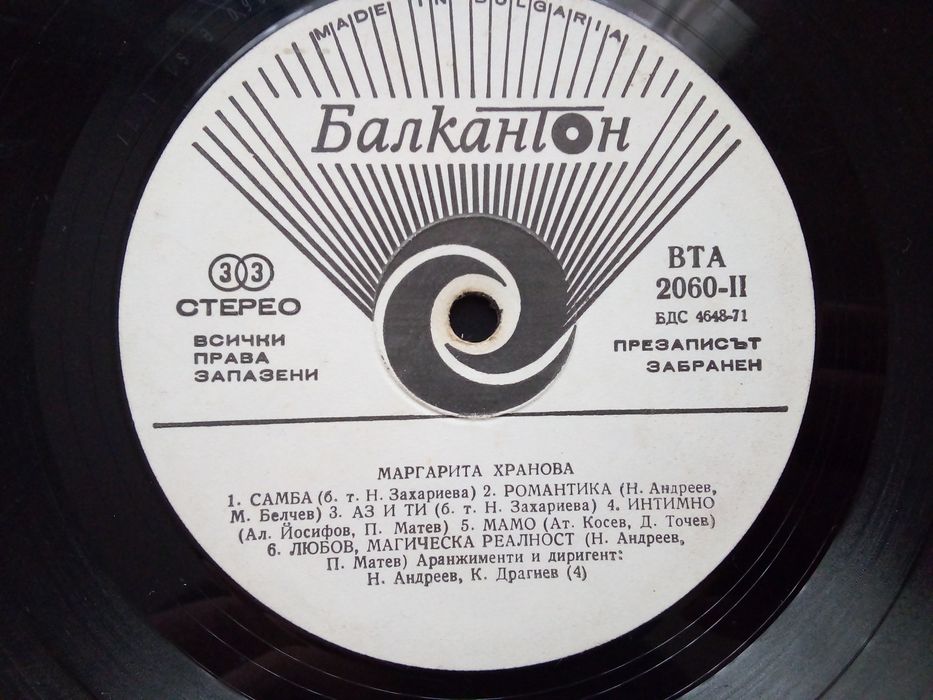 MADE IN BULGARIA
Балкантон
33
СТЕРЕО
ВСИЧКИ
ПРАВА
ЗАПАЗЕНИ
ВТА
2060-II
БДС 4648-71
ПРЕЗАПИСЪТ
ЗАБРАНЕН
МАРГАРИТА ХРАНОВА
1. САМБА (б. т. Н. Захариева) 2. РОМАНТИКА (Н. Андреев,
М. Белчев) 3. АЗ И ТИ (б. т. Н. Захариева) 4. ИНТИМНО
(Ал. Йосифов, П. Матев) 5. МАМО (Ат. Косев, Д. Точев)
6. ЛЮБОВ, МАГИЧЕСКА РЕАЛНОСТ (Н. Андреев,
П. Матев) Аранжименти и диригент:
Н. Андреев, К. Драгнев (4)